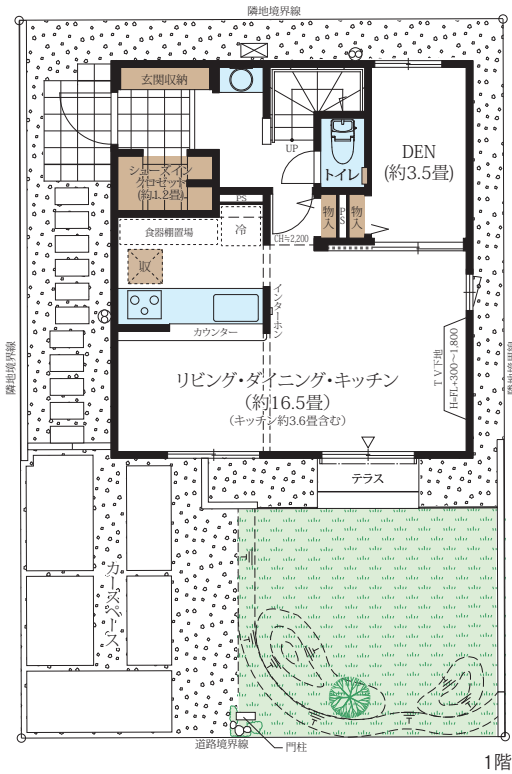 隣地境界線
玄関収納
シューズイン
クロゼット
(約1.2畳)
UP
トイレ
DEN
(約3.5畳)
PS
冷
食器棚置場
収
CH≒2,200
物入
PS
物入
インターホン
カウンター
リビング・ダイニング・キッチン
(約16.5畳)
(キッチン約3.6畳含む)
TV下地
H=FL+800～1,800
隣地境界線
隣地境界線
テラス
カースペース
道路境界線
門柱
1階